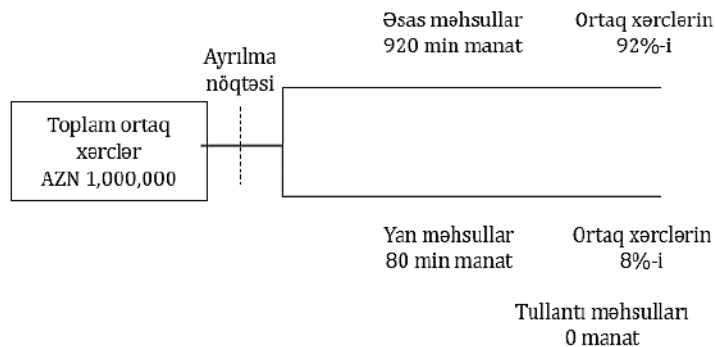 Əsas məhsullar
920 min manat
Ortaq xərclərin
92%-i
Ayrılma
nöqtəsi
Toplam ortaq
xərclər
AZN 1,000,000
Yan məhsullar
80 min manat
Ortaq xərclərin
8%-i
Tullantı məhsulları
0 manat